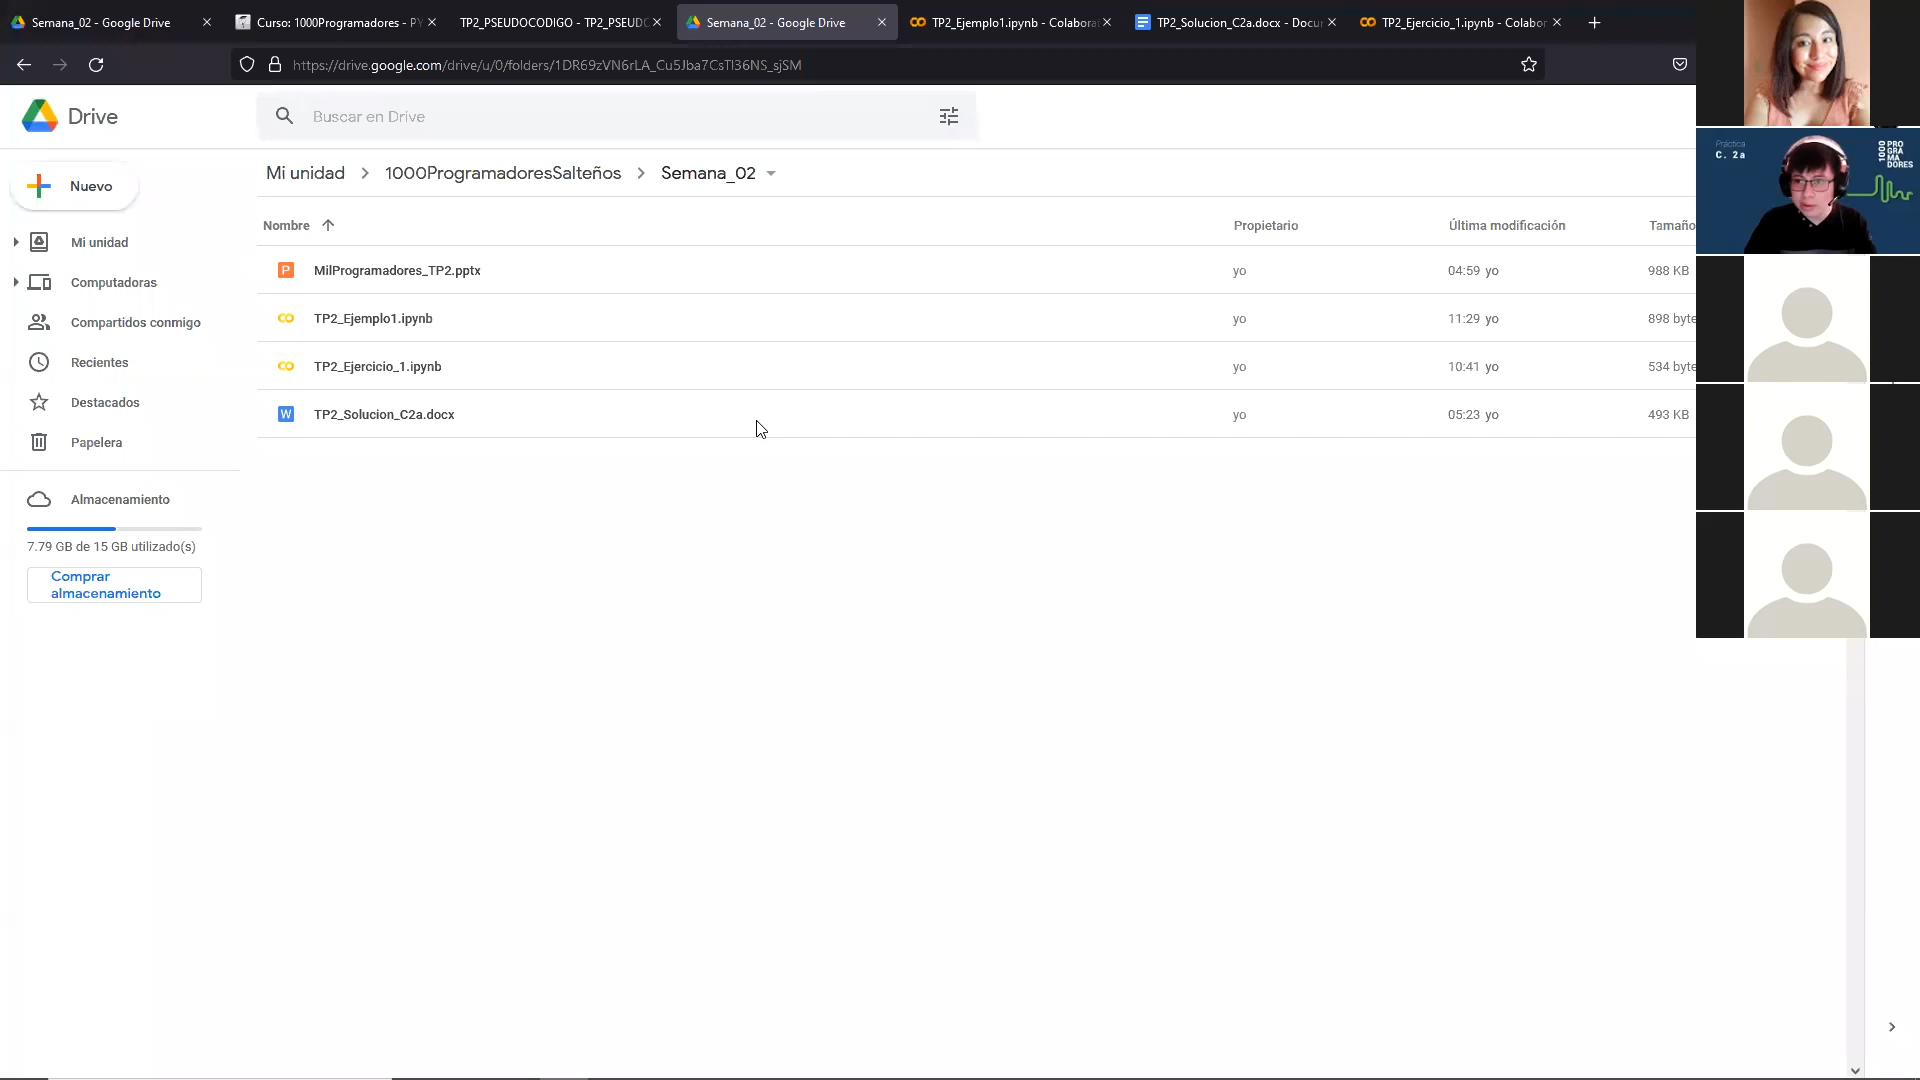 Semana_02 - Google Drive
Curso: 1000Programadores - PY
TP2_PSEUDOCODIGO - TP2_PSEUDC
Semana_02 - Google Drive
TP2_Ejemplo1.ipynb - Colaborat
TP2_Solucion_C2a.docx - Docu
TP2_Ejercicio_1.ipynb - Colabor
https://drive.google.com/drive/u/0/folders/1DR69zVN6rLA_Cu5Jba7CsTl36NS_sjSM
Drive
Buscar en Drive
Nuevo
Mi unidad
Computadoras
Compartidos conmigo
Recientes
Destacados
Papelera
Almacenamiento
7.79 GB de 15 GB utilizado(s)
Comprar
almacenamiento
Mi unidad > 1000ProgramadoresSalteños > Semana_02
Nombre Propietario Última modificación Tamaño
MilProgramadores_TP2.pptx yo 04:59 yo 988 KB
TP2_Ejemplo1.ipynb yo 11:29 yo 898 byte
TP2_Ejercicio_1.ipynb yo 10:41 yo 534 byte
TP2_Solucion_C2a.docx yo 05:23 yo 493 KB
Práctica
C. 2a
1000
PRO
GRA
MA
DORES